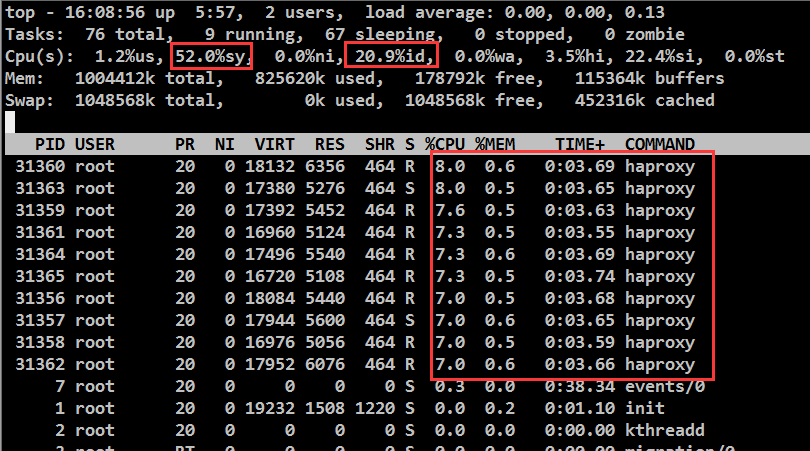 top - 16:08:56 up  5:57,  2 users,  load average: 0.00, 0.00, 0.13
Tasks:  76 total,   9 running,  67 sleeping,   0 stopped,   0 zombie
Cpu(s):  1.2%us, 52.0%sy,  0.0%ni, 20.9%id,  0.0%wa,  3.5%hi, 22.4%si,  0.0%st
Mem:   1004412k total,   825620k used,   178792k free,   115364k buffers
Swap:  1048568k total,        0k used,  1048568k free,   452316k cached
PID USER      PR  NI  VIRT  RES  SHR S %CPU %MEM    TIME+  COMMAND
31360 root      20   0 18132 6356  464 R  8.0  0.6   0:03.69 haproxy
31363 root      20   0 17380 5276  464 S  8.0  0.5   0:03.65 haproxy
31359 root      20   0 17392 5452  464 R  7.6  0.5   0:03.63 haproxy
31361 root      20   0 16960 5124  464 R  7.3  0.5   0:03.55 haproxy
31364 root      20   0 17496 5540  464 R  7.3  0.6   0:03.69 haproxy
31365 root      20   0 16720 5108  464 R  7.3  0.5   0:03.74 haproxy
31356 root      20   0 18084 5440  464 R  7.0  0.5   0:03.68 haproxy
31357 root      20   0 17944 5600  464 S  7.0  0.6   0:03.65 haproxy
31358 root      20   0 16976 5056  464 R  7.0  0.5   0:03.59 haproxy
31362 root      20   0 17952 6076  464 R  7.0  0.6   0:03.66 haproxy
7 root      20   0     0    0    0 S  0.3  0.0   0:38.34 events/0
1 root      20   0 19232 1508 1220 S  0.0  0.2   0:01.10 init
2 root      20   0     0    0    0 S  0.0  0.0   0:00.00 kthreadd
3 root      RT   0     0    0    0 S  0.0  0.0   0:00.00 migration/0